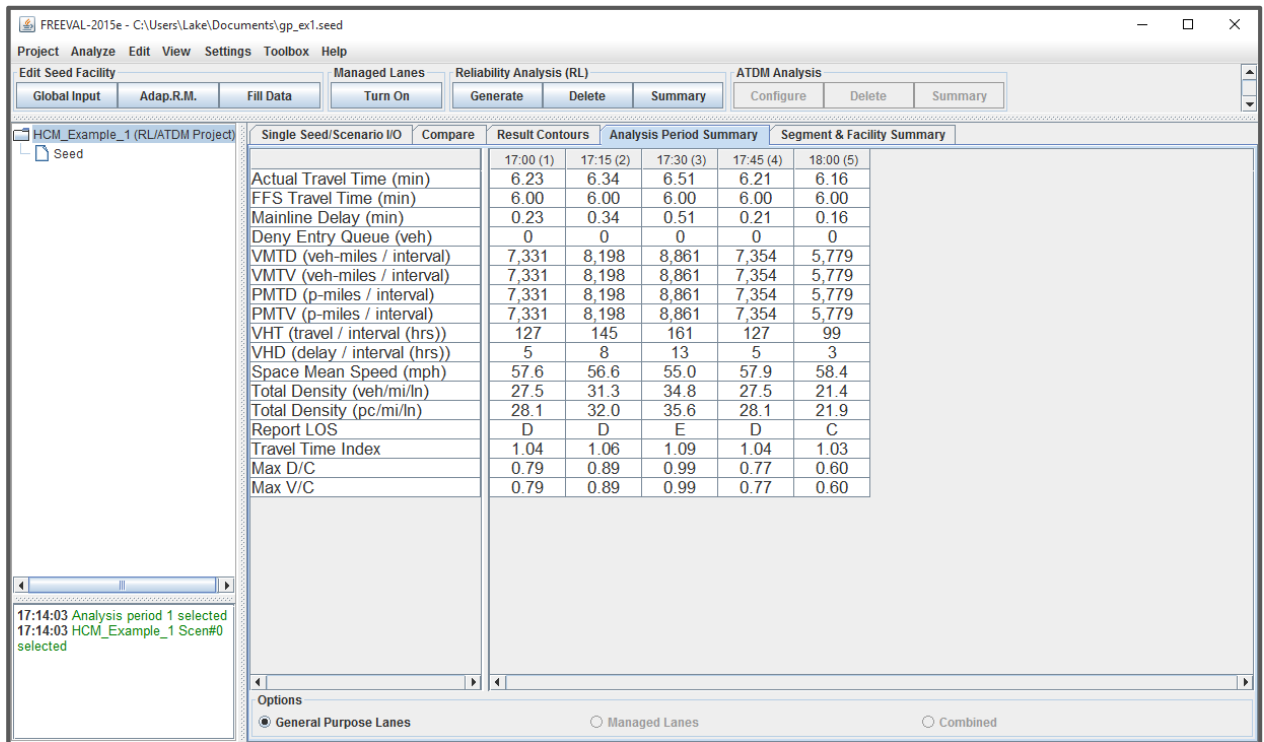 FREEVAL-2015e - C:\Users\Lake\Documents\gp_ex1.seed
Project Analyze Edit View Settings Toolbox Help
Edit Seed Facility Managed Lanes Reliability Analysis (RL) ATDM Analysis
Global Input Adap.R.M. Fill Data Turn On Generate Delete Summary Configure Delete Summary
HCM_Example_1 (RL/ATDM Project)
Seed
Single Seed/Scenario I/O Compare Result Contours Analysis Period Summary Segment & Facility Summary
17:00 (1) 17:15 (2) 17:30 (3) 17:45 (4) 18:00 (5)
Actual Travel Time (min) 6.23 6.34 6.51 6.21 6.16
FFS Travel Time (min) 6.00 6.00 6.00 6.00 6.00
Mainline Delay (min) 0.23 0.34 0.51 0.21 0.16
Deny Entry Queue (veh) 0 0 0 0 0
VMTD (veh-miles / interval) 7,331 8,198 8,861 7,354 5,779
VMTV (veh-miles / interval) 7,331 8,198 8,861 7,354 5,779
PMTD (p-miles / interval) 7,331 8,198 8,861 7,354 5,779
PMTV (p-miles / interval) 7,331 8,198 8,861 7,354 5,779
VHT (travel / interval (hrs)) 127 145 161 127 99
VHD (delay / interval (hrs)) 5 8 13 5 3
Space Mean Speed (mph) 57.6 56.6 55.0 57.9 58.4
Total Density (veh/mi/ln) 27.5 31.3 34.8 27.5 21.4
Total Density (pc/mi/ln) 28.1 32.0 35.6 28.1 21.9
Report LOS D D E D C
Travel Time Index 1.04 1.06 1.09 1.04 1.03
Max D/C 0.79 0.89 0.99 0.77 0.60
Max V/C 0.79 0.89 0.99 0.77 0.60
17:14:03 Analysis period 1 selected
17:14:03 HCM_Example_1 Scen#0
selected
Options
General Purpose Lanes Managed Lanes Combined